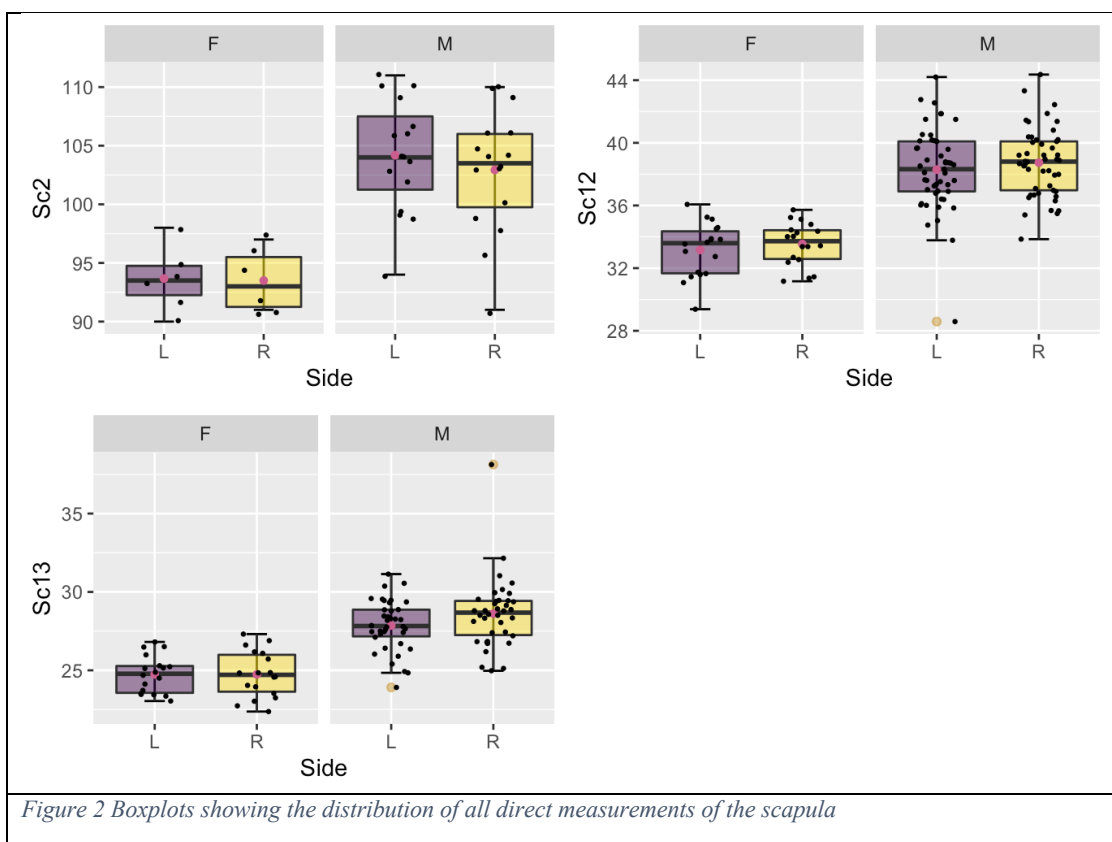 F M
110
105
100
95
90
Sc2
L R L R
Side
F M
44
40
36
32
28
Sc12
L R L R
Side
F M
35
30
25
Sc13
L R L R
Side
Figure 2 Boxplots showing the distribution of all direct measurements of the scapula